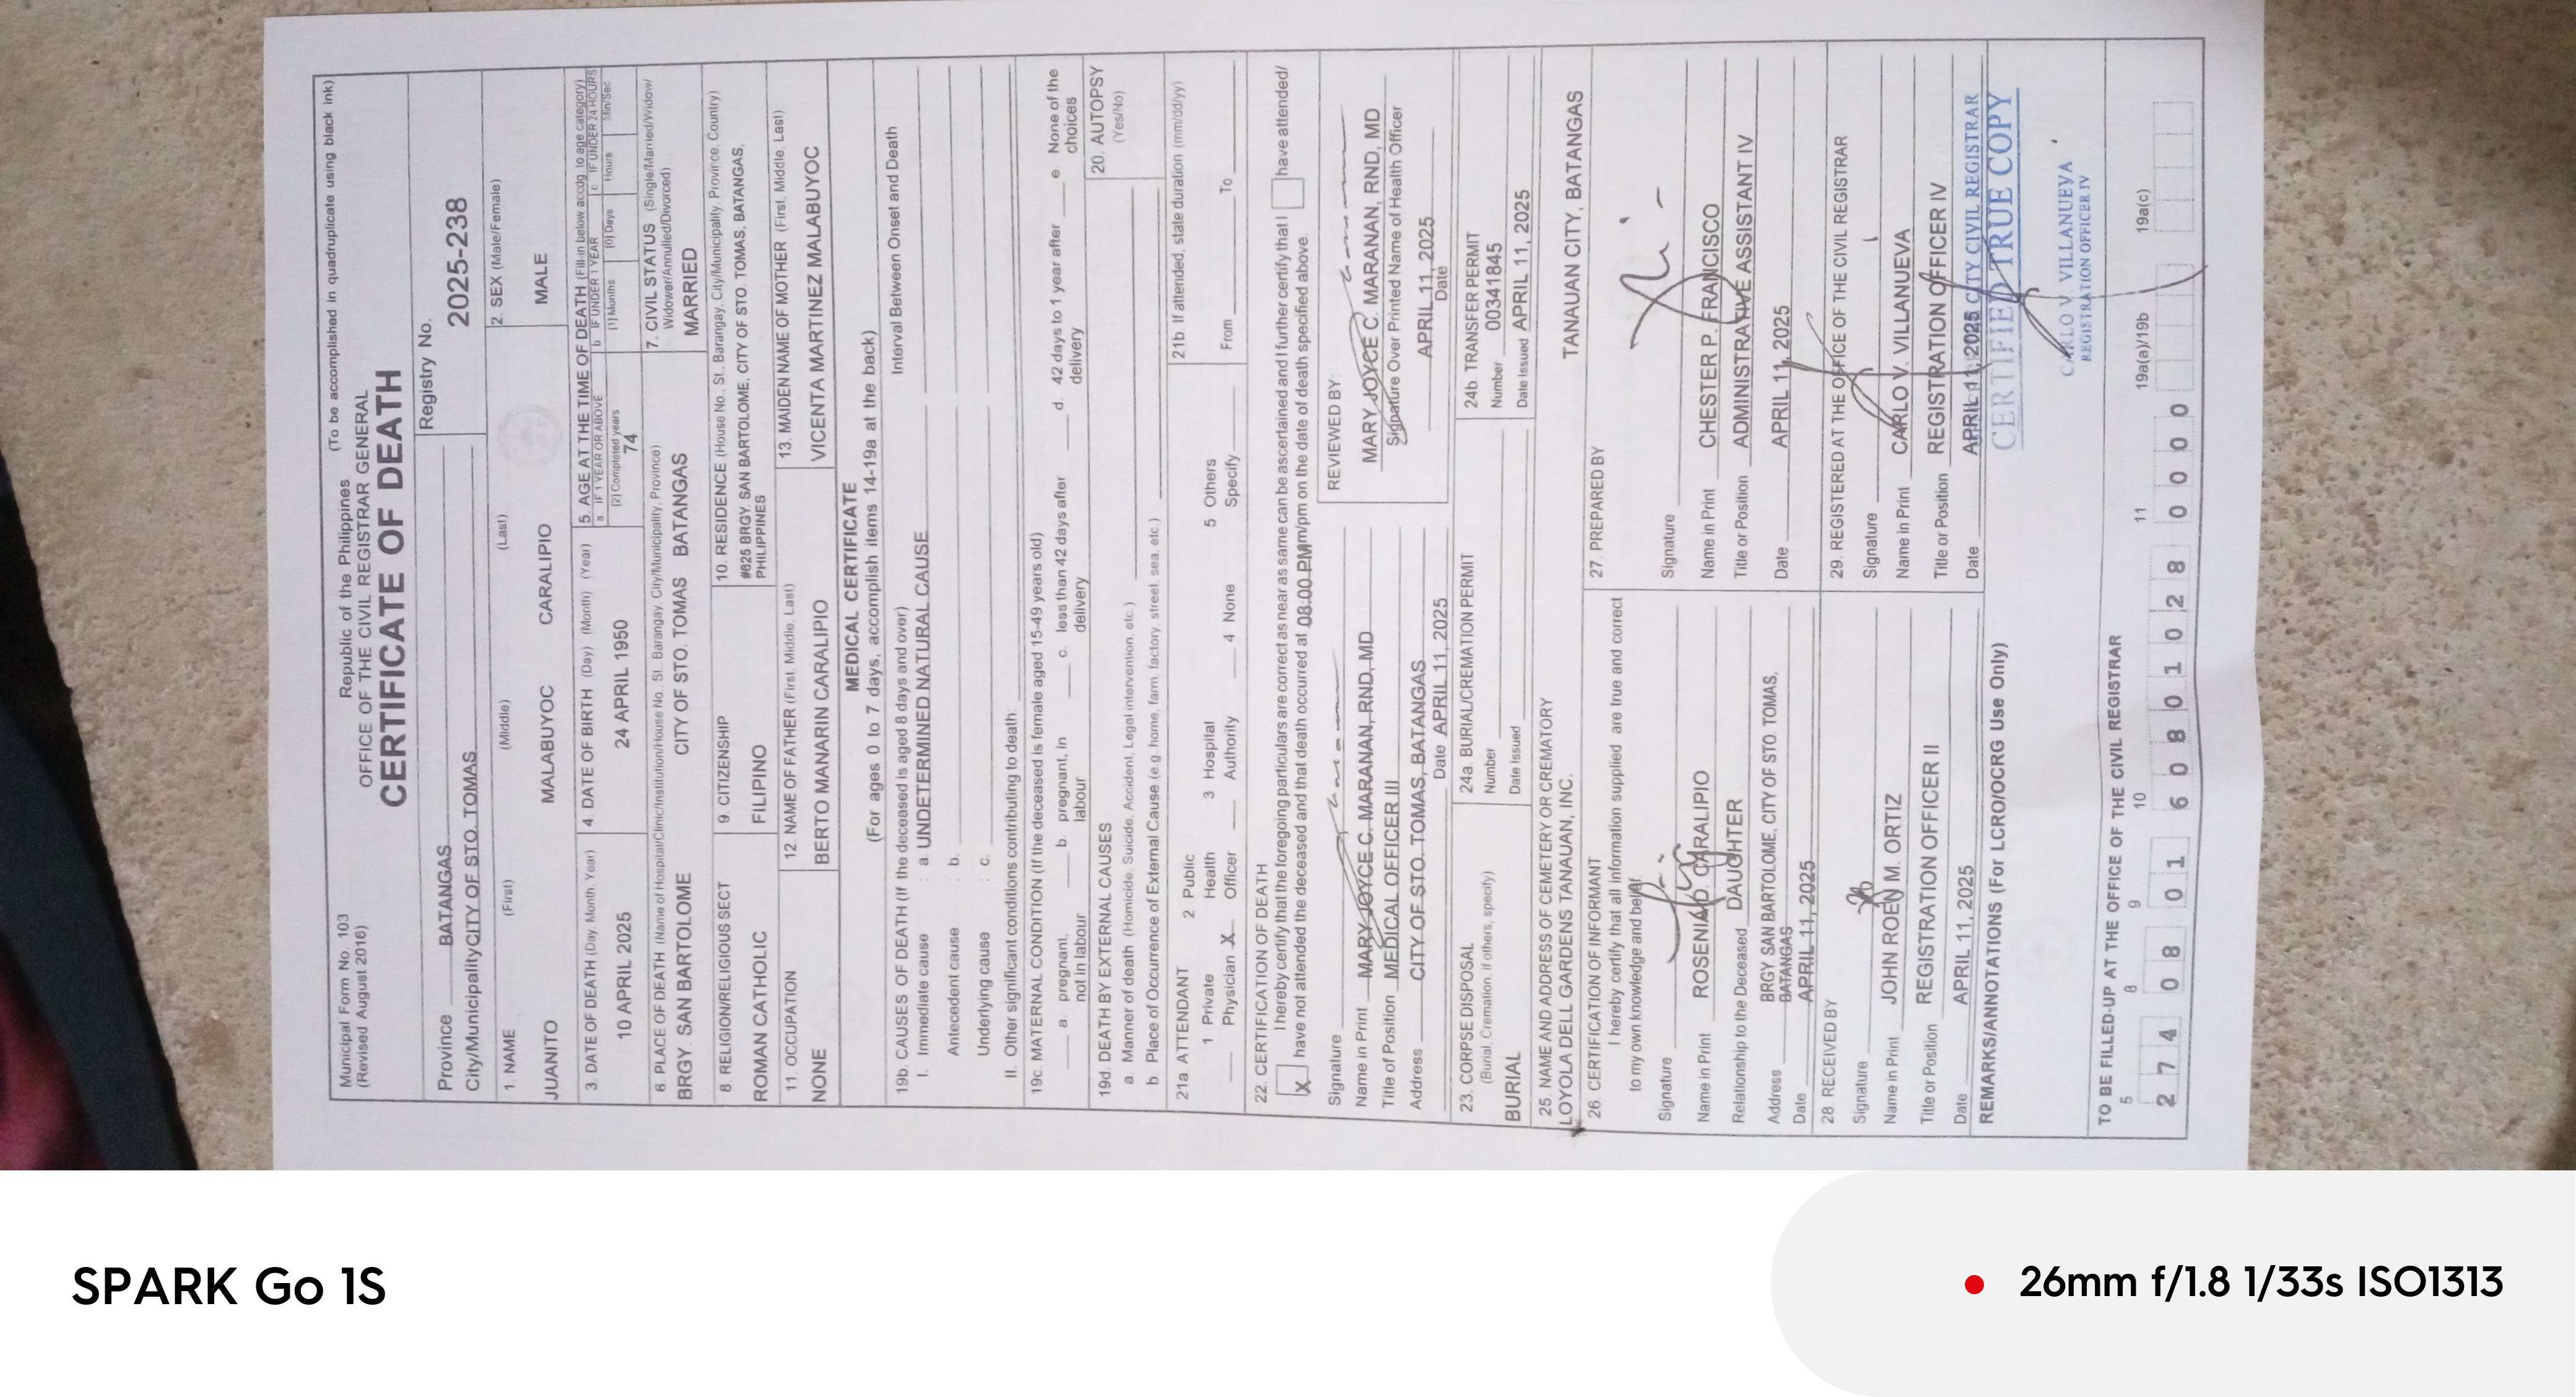 Municipal Form No. 103
(Revised August 2016)
Republic of the Philippines
OFFICE OF THE CIVIL REGISTRAR GENERAL
CERTIFICATE OF DEATH
(To be accomplished in quadruplicate using black ink)
Province BATANGAS
City/Municipality CITY OF STO. TOMAS
Registry No.
2025-238
1. NAME (First) (Middle) (Last)
JUANITO MALABUYOC CARALIPIO
2. SEX (Male/Female)
MALE
3. DATE OF DEATH (Day, Month, Year)
10 APRIL 2025
4. DATE OF BIRTH (Day) (Month) (Year)
24 APRIL 1950
5. AGE AT THE TIME OF DEATH (Fill-in below accdg. to age category)
a. IF 1 YEAR OR ABOVE
[2] Completed years
74
b. IF UNDER 1 YEAR
[1] Months [0] Days
c. IF UNDER 24 HOURS
Hours Min/Sec
6. PLACE OF DEATH (Name of Hospital/Clinic/Institution/House No., St., Barangay, City/Municipality, Province)
BRGY. SAN BARTOLOME CITY OF STO. TOMAS BATANGAS
7. CIVIL STATUS (Single/Married/Widow/
Widower/Annulled/Divorced)
MARRIED
8. RELIGION/RELIGIOUS SECT
ROMAN CATHOLIC
9. CITIZENSHIP
FILIPINO
10. RESIDENCE (House No., St., Barangay, City/Municipality, Province, Country)
#625 BRGY. SAN BARTOLOME, CITY OF STO TOMAS, BATANGAS,
PHILIPPINES
11. OCCUPATION
NONE
12. NAME OF FATHER (First, Middle, Last)
BERTO MANARIN CARALIPIO
13. MAIDEN NAME OF MOTHER (First, Middle, Last)
VICENTA MARTINEZ MALABUYOC
MEDICAL CERTIFICATE
(For ages 0 to 7 days, accomplish items 14-19a at the back)
19b. CAUSES OF DEATH (If the deceased is aged 8 days and over)
Interval Between Onset and Death
I. Immediate cause : a. UNDETERMINED NATURAL CAUSE
Antecedent cause : b.
Underlying cause : c.
II. Other significant conditions contributing to death:
19c. MATERNAL CONDITION (If the deceased is female aged 15-49 years old)
a. pregnant, not in labour
b. pregnant, in labour
c. less than 42 days after delivery
d. 42 days to 1 year after delivery
e. None of the choices
19d. DEATH BY EXTERNAL CAUSES
a. Manner of death (Homicide, Suicide, Accident, Legal intervention, etc.)
b. Place of Occurrence of External Cause (e.g. home, farm, factory, street, sea, etc.)
20. AUTOPSY
(Yes/No)
21a. ATTENDANT
1 Private Physician
X 2 Public Health Officer
3 Hospital Authority
4 None
5 Others Specify
21b. If attended, state duration (mm/dd/yy)
From To
22. CERTIFICATION OF DEATH
I hereby certify that the foregoing particulars are correct as near as same can be ascertained and I further certify that I have attended/
X have not attended the deceased and that death occurred at 08:00 PM am/pm on the date of death specified above.
Signature
Name in Print MARY JOYCE C. MARANAN, RND, MD
Title of Position MEDICAL OFFICER III
Address CITY OF STO. TOMAS, BATANGAS
Date APRIL 11, 2025
REVIEWED BY:
MARY JOYCE C. MARANAN, RND, MD
Signature Over Printed Name of Health Officer
APRIL 11, 2025
Date
23. CORPSE DISPOSAL
(Burial, Cremation, if others, specify)
BURIAL
24a. BURIAL/CREMATION PERMIT
Number
Date Issued
24b. TRANSFER PERMIT
Number 00341845
Date Issued APRIL 11, 2025
25. NAME AND ADDRESS OF CEMETERY OR CREMATORY
LOYOLA DELL GARDENS TANAUAN, INC. TANAUAN CITY, BATANGAS
26. CERTIFICATION OF INFORMANT
I hereby certify that all information supplied are true and correct
to my own knowledge and belief
Signature
Name in Print ROSENIA D. CARALIPIO
Relationship to the Deceased DAUGHTER
Address BRGY SAN BARTOLOME, CITY OF STO. TOMAS,
BATANGAS
Date APRIL 11, 2025
27. PREPARED BY
Signature
Name in Print CHESTER P. FRANCISCO
Title or Position ADMINISTRATIVE ASSISTANT IV
Date APRIL 11, 2025
28. RECEIVED BY
Signature
Name in Print JOHN ROEN M. ORTIZ
Title or Position REGISTRATION OFFICER II
Date APRIL 11, 2025
29. REGISTERED AT THE OFFICE OF THE CIVIL REGISTRAR
Signature
Name in Print CARLO V. VILLANUEVA
Title or Position REGISTRATION OFFICER IV
Date APRIL 11, 2025
CITY CIVIL REGISTRAR
CERTIFIED TRUE COPY
CARLO V. VILLANUEVA
REGISTRATION OFFICER IV
REMARKS/ANNOTATIONS (For LCRO/OCRG Use Only)
TO BE FILLED-UP AT THE OFFICE OF THE CIVIL REGISTRAR
5 8 9 10 11 19a(a)/19b 19a(c)
2 7 4 0 8 0 1 6 0 8 0 1 0 2 8 0 0 0 0
SPARK Go 1S
26mm f/1.8 1/33s ISO1313